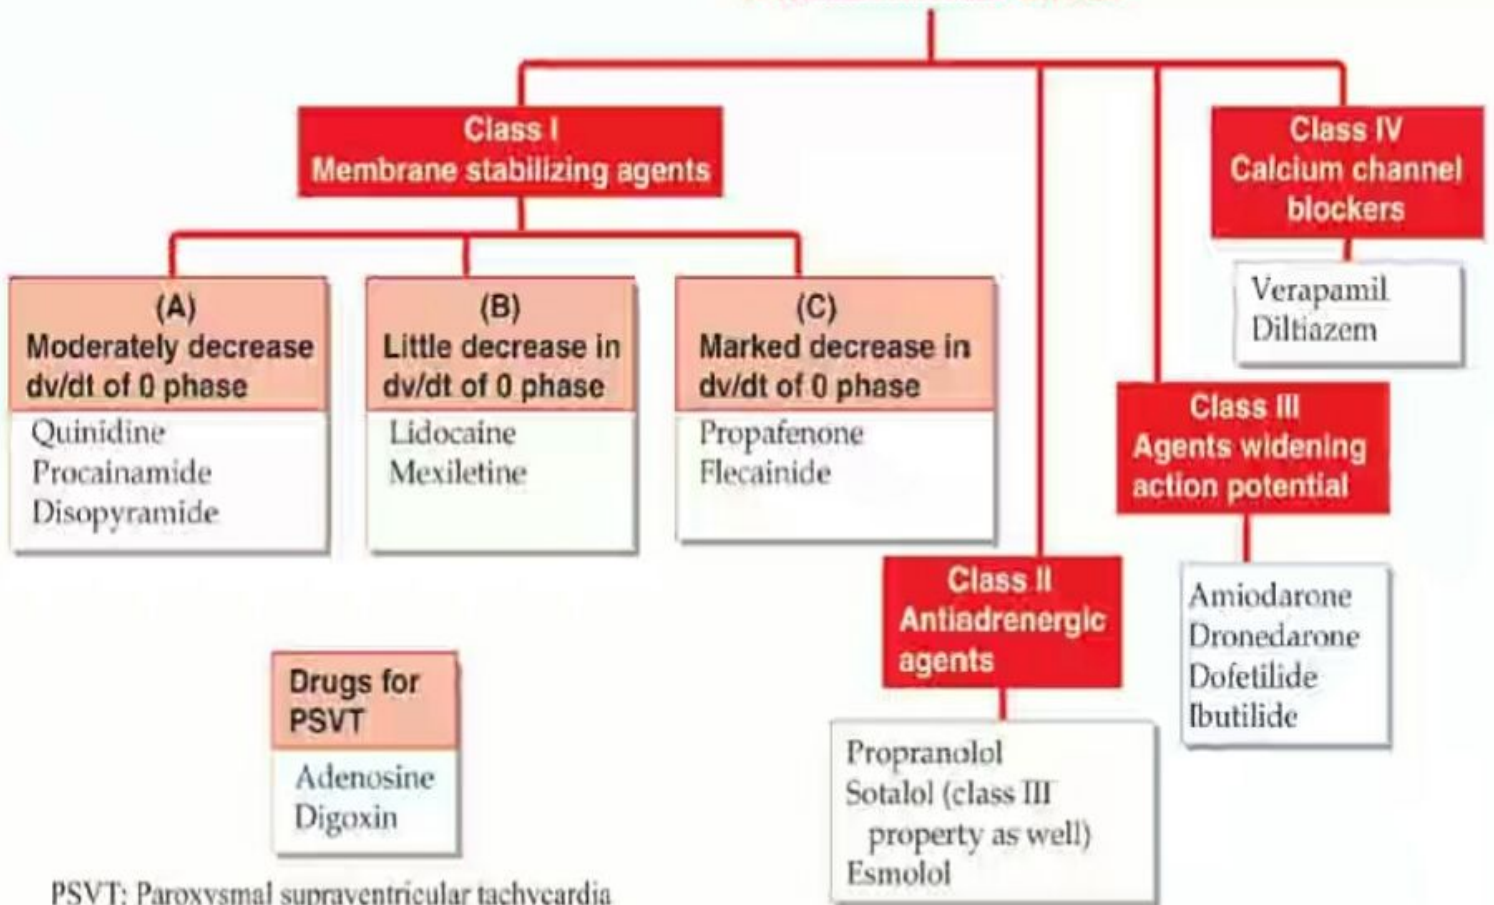 Class I
Membrane stabilizing agents
Class IV
Calcium channel
blockers
(A)
Moderately decrease
dv/dt of 0 phase
Quinidine
Procainamide
Disopyramide
(B)
Little decrease in
dv/dt of 0 phase
Lidocaine
Mexiletine
(C)
Marked decrease in
dv/dt of 0 phase
Propafenone
Flecainide
Verapamil
Diltiazem
Class III
Agents widening
action potential
Amiodarone
Dronedarone
Dofetilide
Ibutilide
Class II
Antiadrenergic
agents
Propranolol
Sotalol (class III
property as well)
Esmolol
Drugs for
PSVT
Adenosine
Digoxin
PSVT: Paroxysmal supraventricular tachycardia